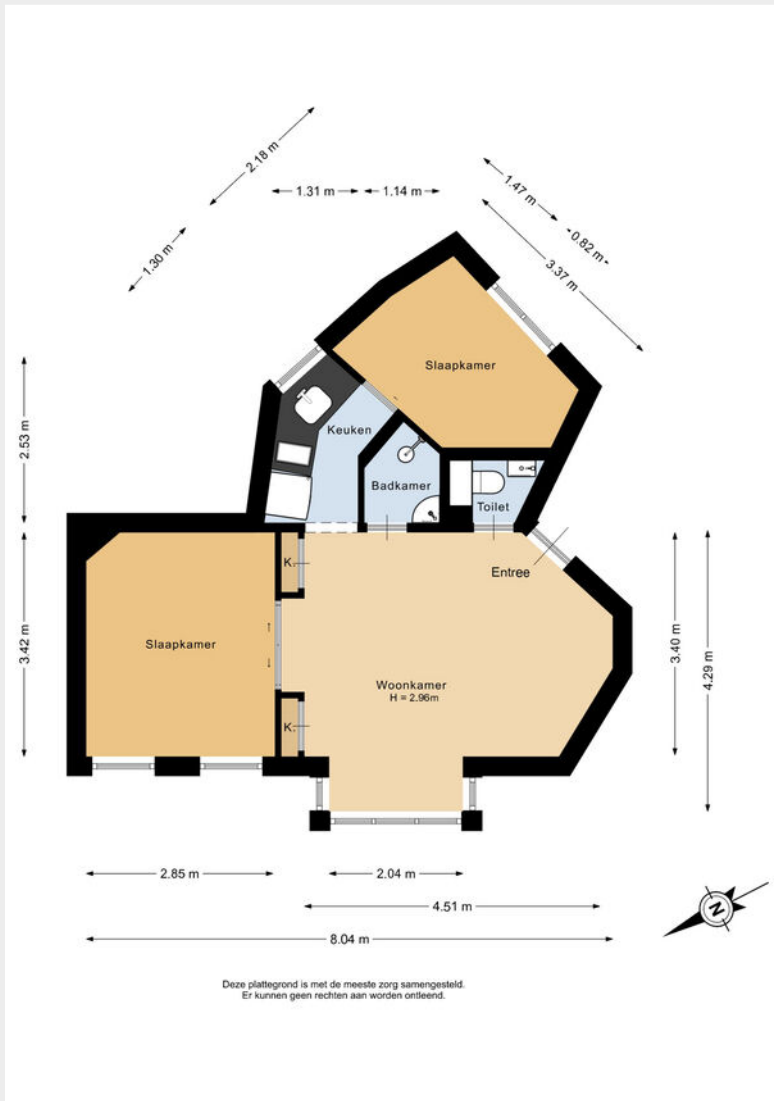 2.18 m
1.31 m
1.14 m
1.47 m
0.82 m
1.30 m
3.37 m
Slaapkamer
2.53 m
Keuken
Badkamer
Toilet
Entree
K.
3.42 m
Slaapkamer
3.40 m
4.29 m
Woonkamer
H = 2.96m
K.
2.85 m
2.04 m
4.51 m
N
8.04 m
Deze plattegrond is met de meeste zorg samengesteld.
Er kunnen geen rechten aan worden ontleend.